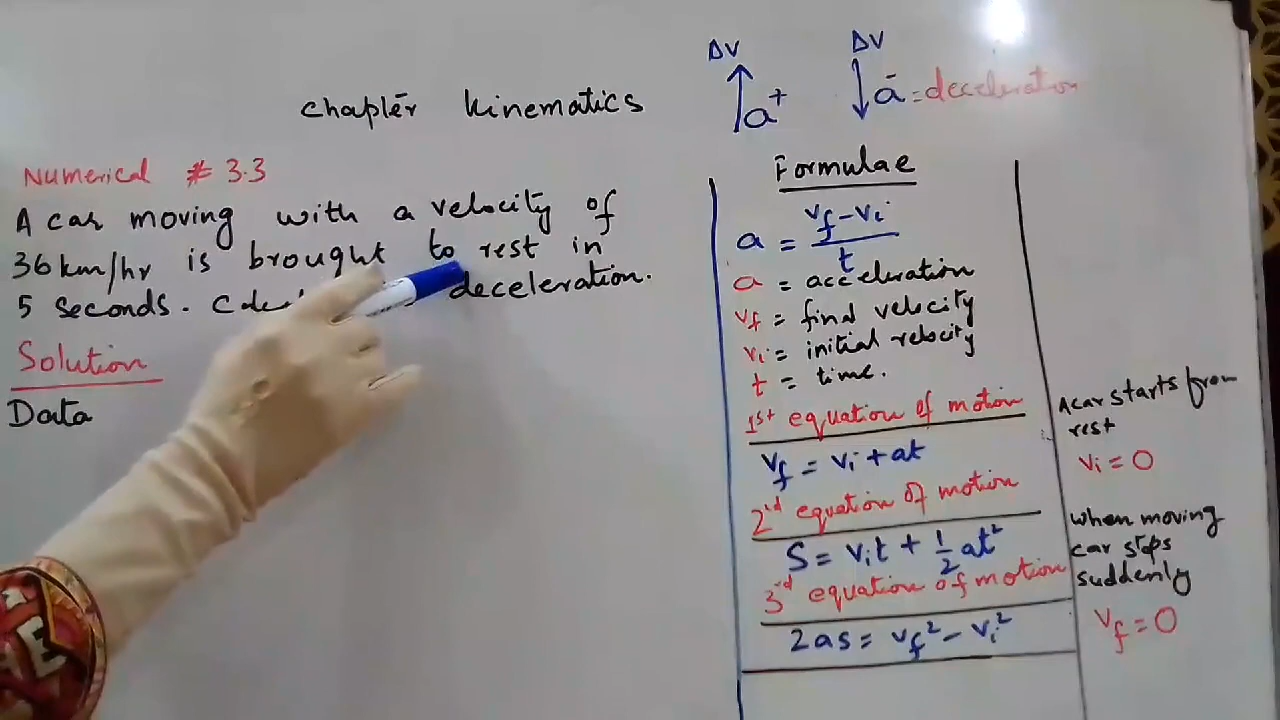 Chapter Kinematics
Numerical # 3.3
A car moving with a velocity of
36km/hr is brought to rest in
5 seconds. deceleration.
Solution
Data
ΔV
a+
ΔV
a- = deceleration
Formulae
a = vf-vi / t
a = acceleration
vf = final velocity
vi = initial velocity
t = time.
1st equation of motion
Vf = Vi + at
2nd equation of motion
S = Vit + 1/2 at²
3rd equation of motion
2as = Vf² - Vi²
A car starts from
rest
Vi = 0
when moving
car stops
suddenly
Vf = 0